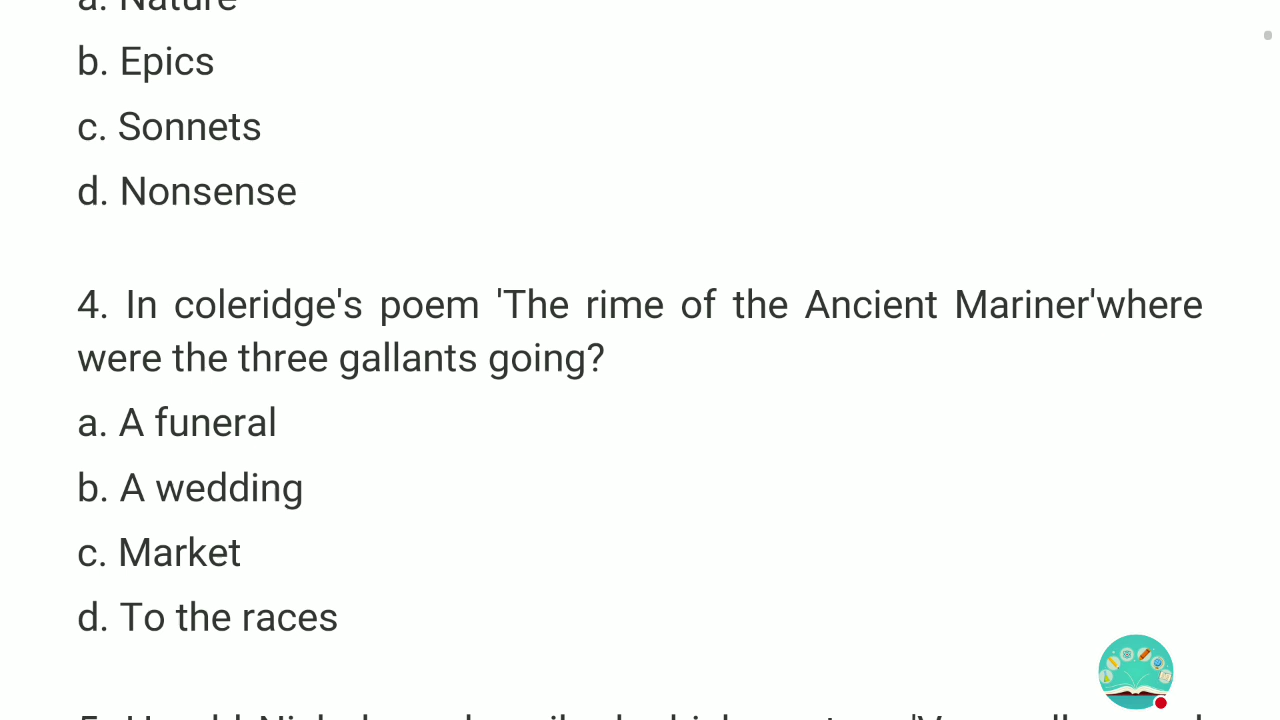 a. Nature
b. Epics
c. Sonnets
d. Nonsense
4. In coleridge's poem 'The rime of the Ancient Mariner'where
were the three gallants going?
a. A funeral
b. A wedding
c. Market
d. To the races